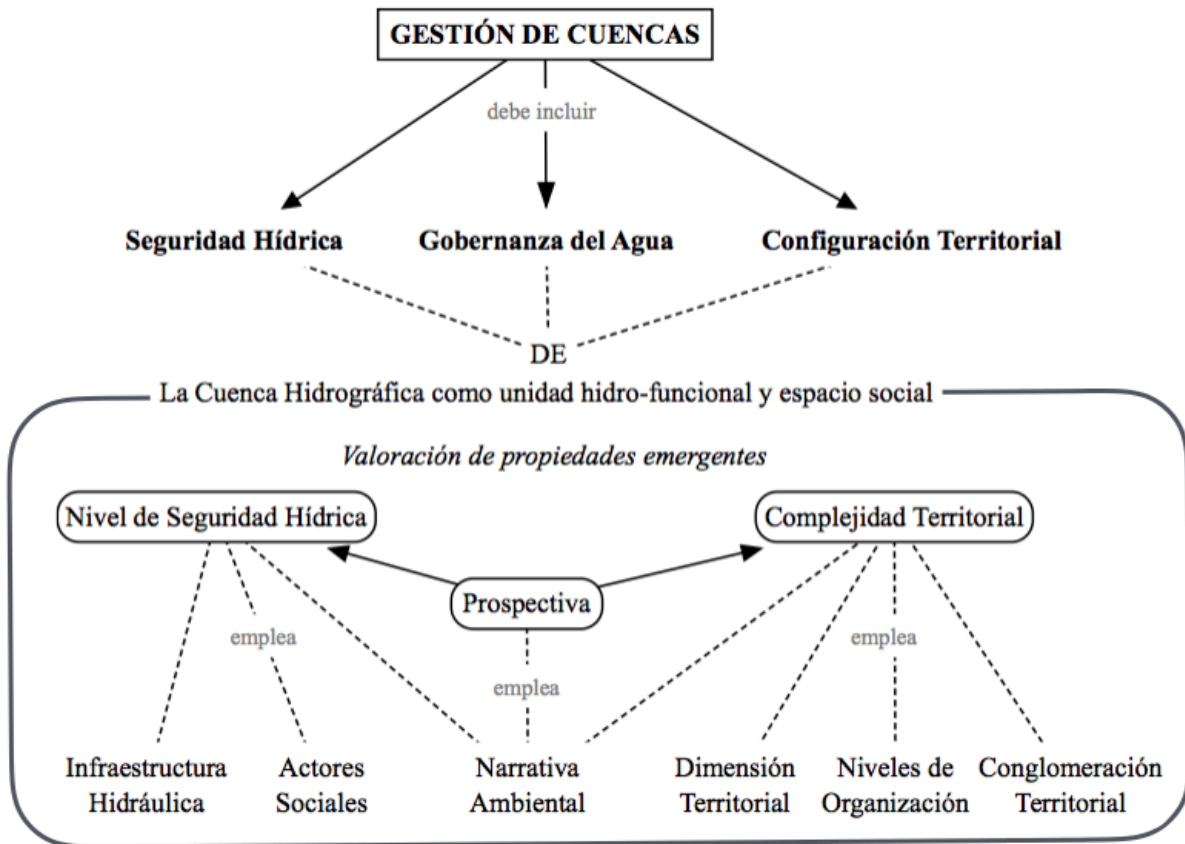 GESTIÓN DE CUENCAS
debe incluir
Seguridad Hídrica
Gobernanza del Agua
Configuración Territorial
DE
La Cuenca Hidrográfica como unidad hidro-funcional y espacio social
Valoración de propiedades emergentes
Nivel de Seguridad Hídrica
Complejidad Territorial
Prospectiva
emplea
emplea
emplea
Infraestructura
Hidráulica
Actores
Sociales
Narrativa
Ambiental
Dimensión
Territorial
Niveles de
Organización
Conglomeración
Territorial